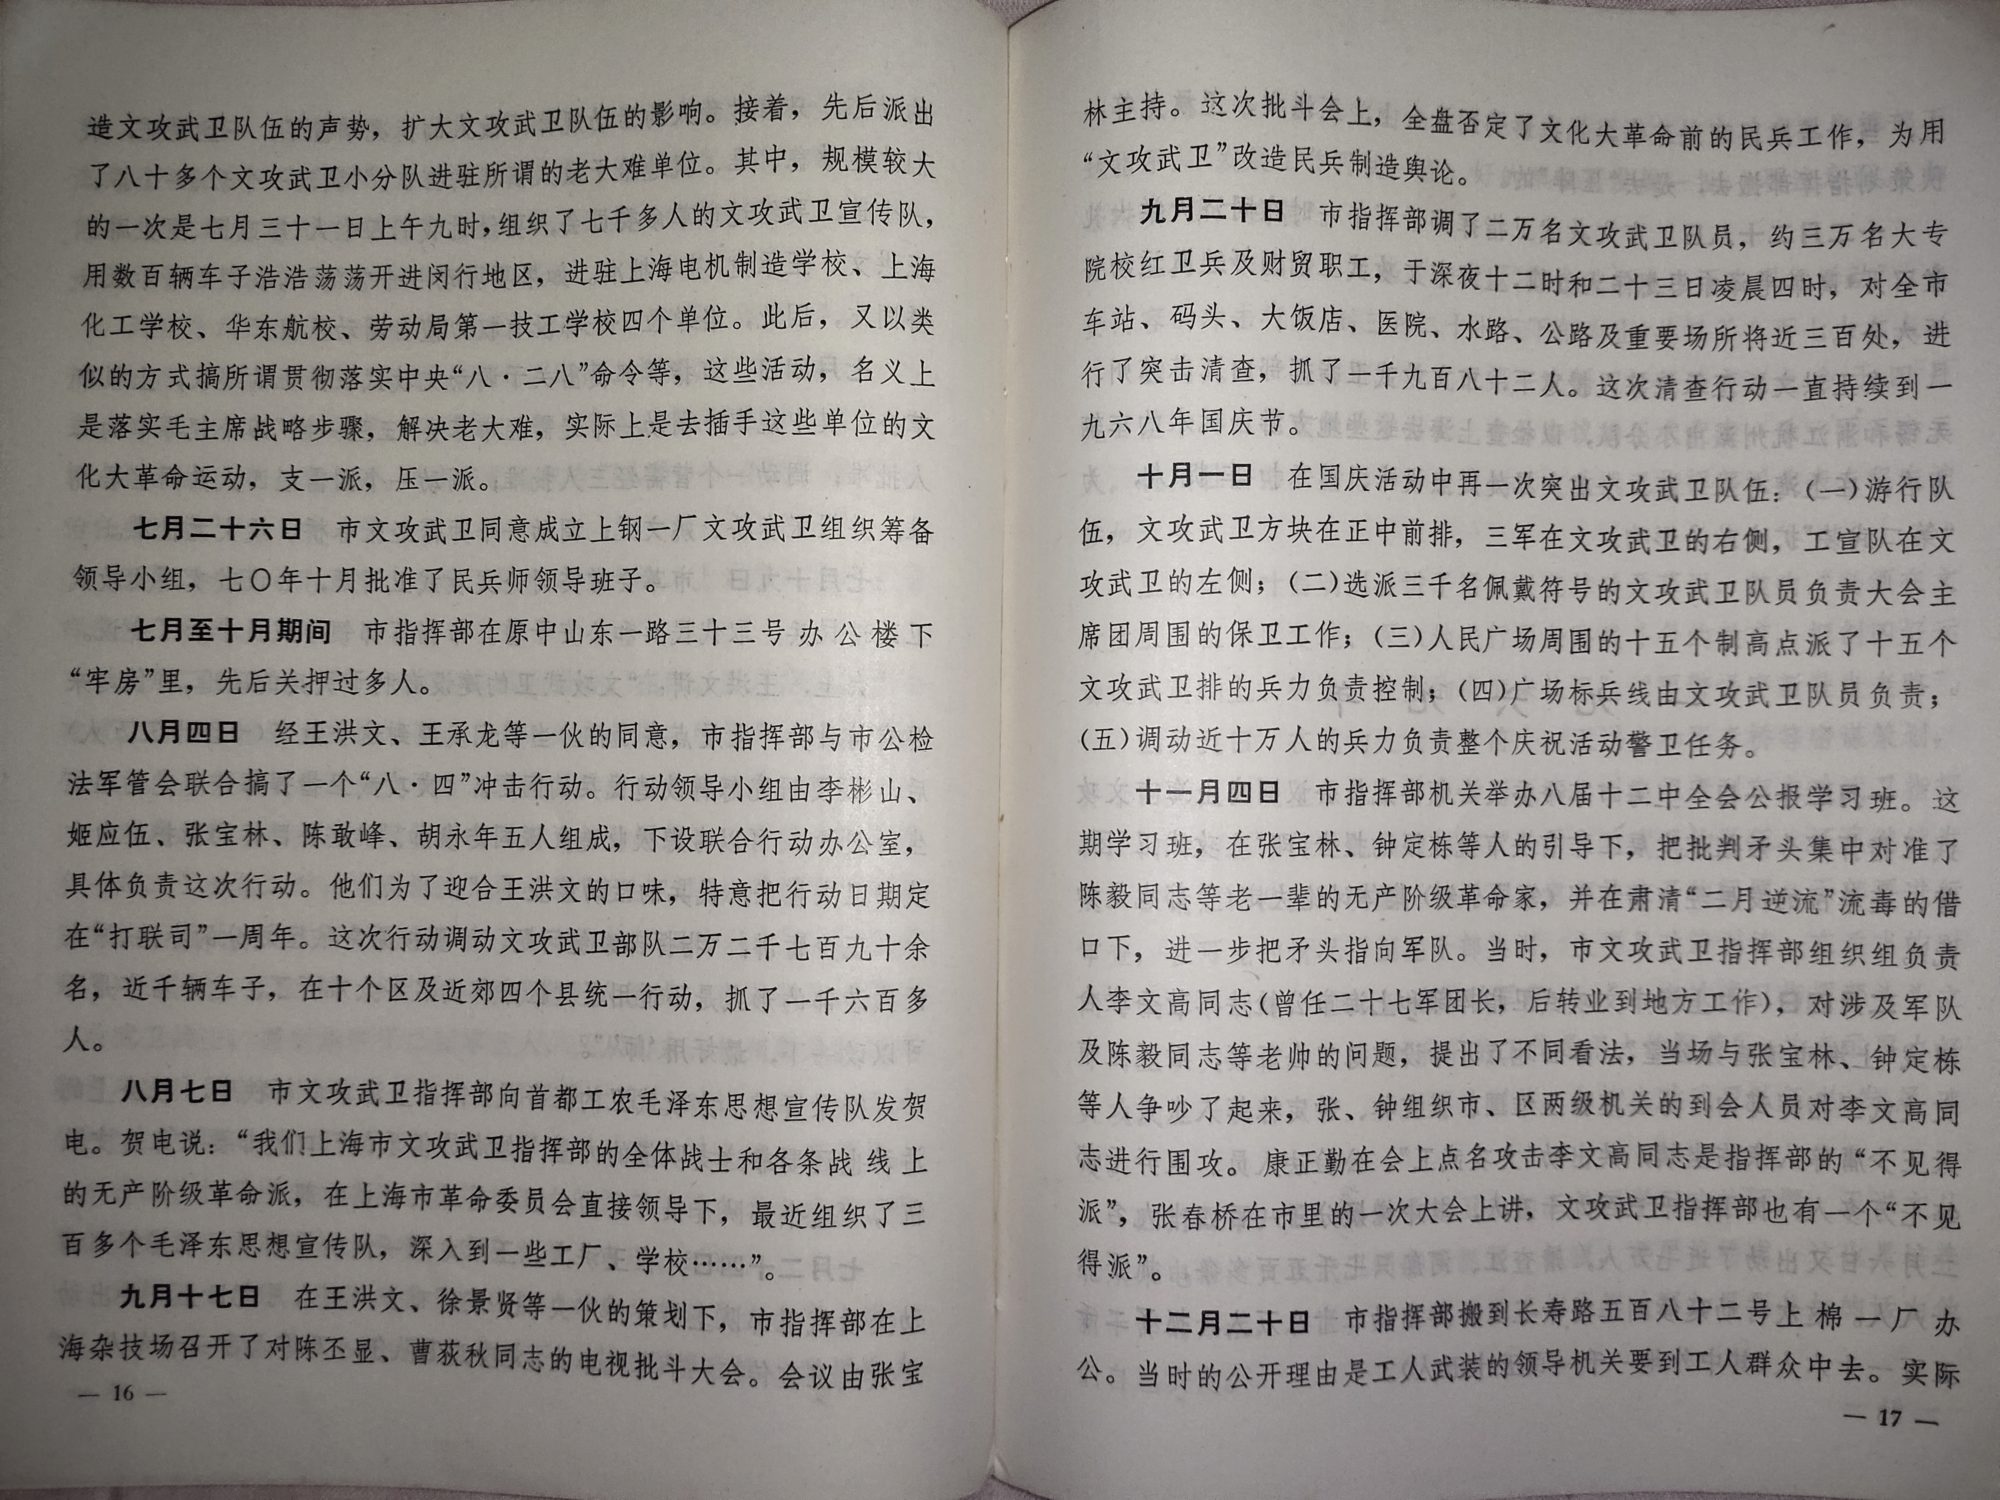 造文攻武卫队伍的声势，扩大文攻武卫队伍的影响。接着，先后派出
了八十多个文攻武卫小分队进驻所谓的老大难单位。其中，规模较大
的一次是七月三十一日上午九时，组织了七千多人的文攻武卫宣传队，
用数百辆车子浩浩荡荡开进闵行地区，进驻上海电机制造学校、上海
化工学校、华东航校、劳动局第一技工学校四个单位。此后，又以类
似的方式搞所谓贯彻落实中央“八·二八”命令等，这些活动，名义上
是落实毛主席战略步骤，解决老大难，实际上是去插手这些单位的文
化大革命运动，支一派，压一派。
七月二十六日　市文攻武卫同意成立上钢一厂文攻武卫组织筹备
领导小组，七〇年十月批准了民兵师领导班子。
七月至十月期间　市指挥部在原中山东一路三十三号办公楼下
“牢房”里，先后关押过多人。
八月四日　经王洪文、王承龙等一伙的同意，市指挥部与市公检
法军管会联合搞了一个“八·四”冲击行动。行动领导小组由李彬山、
姬应伍、张宝林、陈敢峰、胡永年五人组成，下设联合行动办公室，
具体负责这次行动。他们为了迎合王洪文的口味，特意把行动日期定
在“打联司”一周年。这次行动调动文攻武卫部队二万二千七百九十余
名，近千辆车子，在十个区及近郊四个县统一行动，抓了一千六百多
人。
八月七日　市文攻武卫指挥部向首都工农毛泽东思想宣传队发贺
电。贺电说：“我们上海市文攻武卫指挥部的全体战士和各条战线上
的无产阶级革命派，在上海市革命委员会直接领导下，最近组织了三
百多个毛泽东思想宣传队，深入到一些工厂、学校……”。
九月十七日　在王洪文、徐景贤等一伙的策划下，市指挥部在上
海杂技场召开了对陈丕显、曹荻秋同志的电视批斗大会。会议由张宝
— 16 —
林主持。这次批斗会上，全盘否定了文化大革命前的民兵工作，为用
“文攻武卫”改造民兵制造舆论。
九月二十日　市指挥部调了二万名文攻武卫队员，约三万名大专
院校红卫兵及财贸职工，于深夜十二时和二十三日凌晨四时，对全市
车站、码头、大饭店、医院、水路、公路及重要场所将近三百处，进
行了突击清查，抓了一千九百八十二人。这次清查行动一直持续到一
九六八年国庆节。
十月一日　在国庆活动中再一次突出文攻武卫队伍：（一）游行队
伍，文攻武卫方块在正中前排，三军在文攻武卫的右侧，工宣队在文
攻武卫的左侧；（二）选派三千名佩戴符号的文攻武卫队员负责大会主
席团周围的保卫工作；（三）人民广场周围的十五个制高点派了十五个
文攻武卫排的兵力负责控制；（四）广场标兵线由文攻武卫队员负责；
（五）调动近十万人的兵力负责整个庆祝活动警卫任务。
十一月四日　市指挥部机关举办八届十二中全会公报学习班。这
期学习班，在张宝林、钟定栋等人的引导下，把批判矛头集中对准了
陈毅同志等老一辈的无产阶级革命家，并在肃清“二月逆流”流毒的借
口下，进一步把矛头指向军队。当时，市文攻武卫指挥部组织组负责
人李文高同志（曾任二十七军团长，后转业到地方工作），对涉及军队
及陈毅同志等老帅的问题，提出了不同看法，当场与张宝林、钟定栋
等人争吵了起来，张、钟组织市、区两级机关的到会人员对李文高同
志进行围攻。康正勤在会上点名攻击李文高同志是指挥部的“不见得
派”，张春桥在市里的一次大会上讲，文攻武卫指挥部也有一个“不见
得派”。
十二月二十日　市指挥部搬到长寿路五百八十二号上棉一厂办
公。当时的公开理由是工人武装的领导机关要到工人群众中去。实际
— 17 —